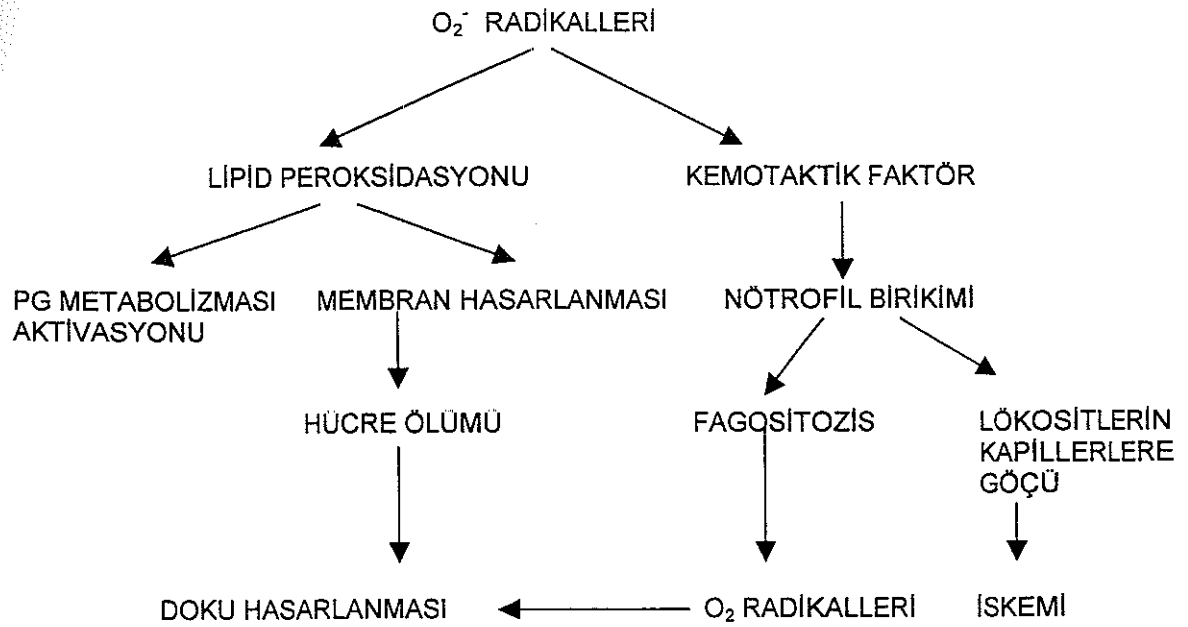 O₂⁻ RADİKALLERİ
LİPİD PEROKSİDASYONU KEMOTAKTİK FAKTÖR
PG METABOLİZMASI MEMBRAN HASARLANMASI NÖTROFİL BİRİKİMİ
AKTİVASYONU
HÜCRE ÖLÜMÜ FAGOSİTOZİS LÖKOSİTLERİN
KAPİLLERLERE
GÖÇÜ
DOKU HASARLANMASI O₂ RADİKALLERİ İSKEMİ